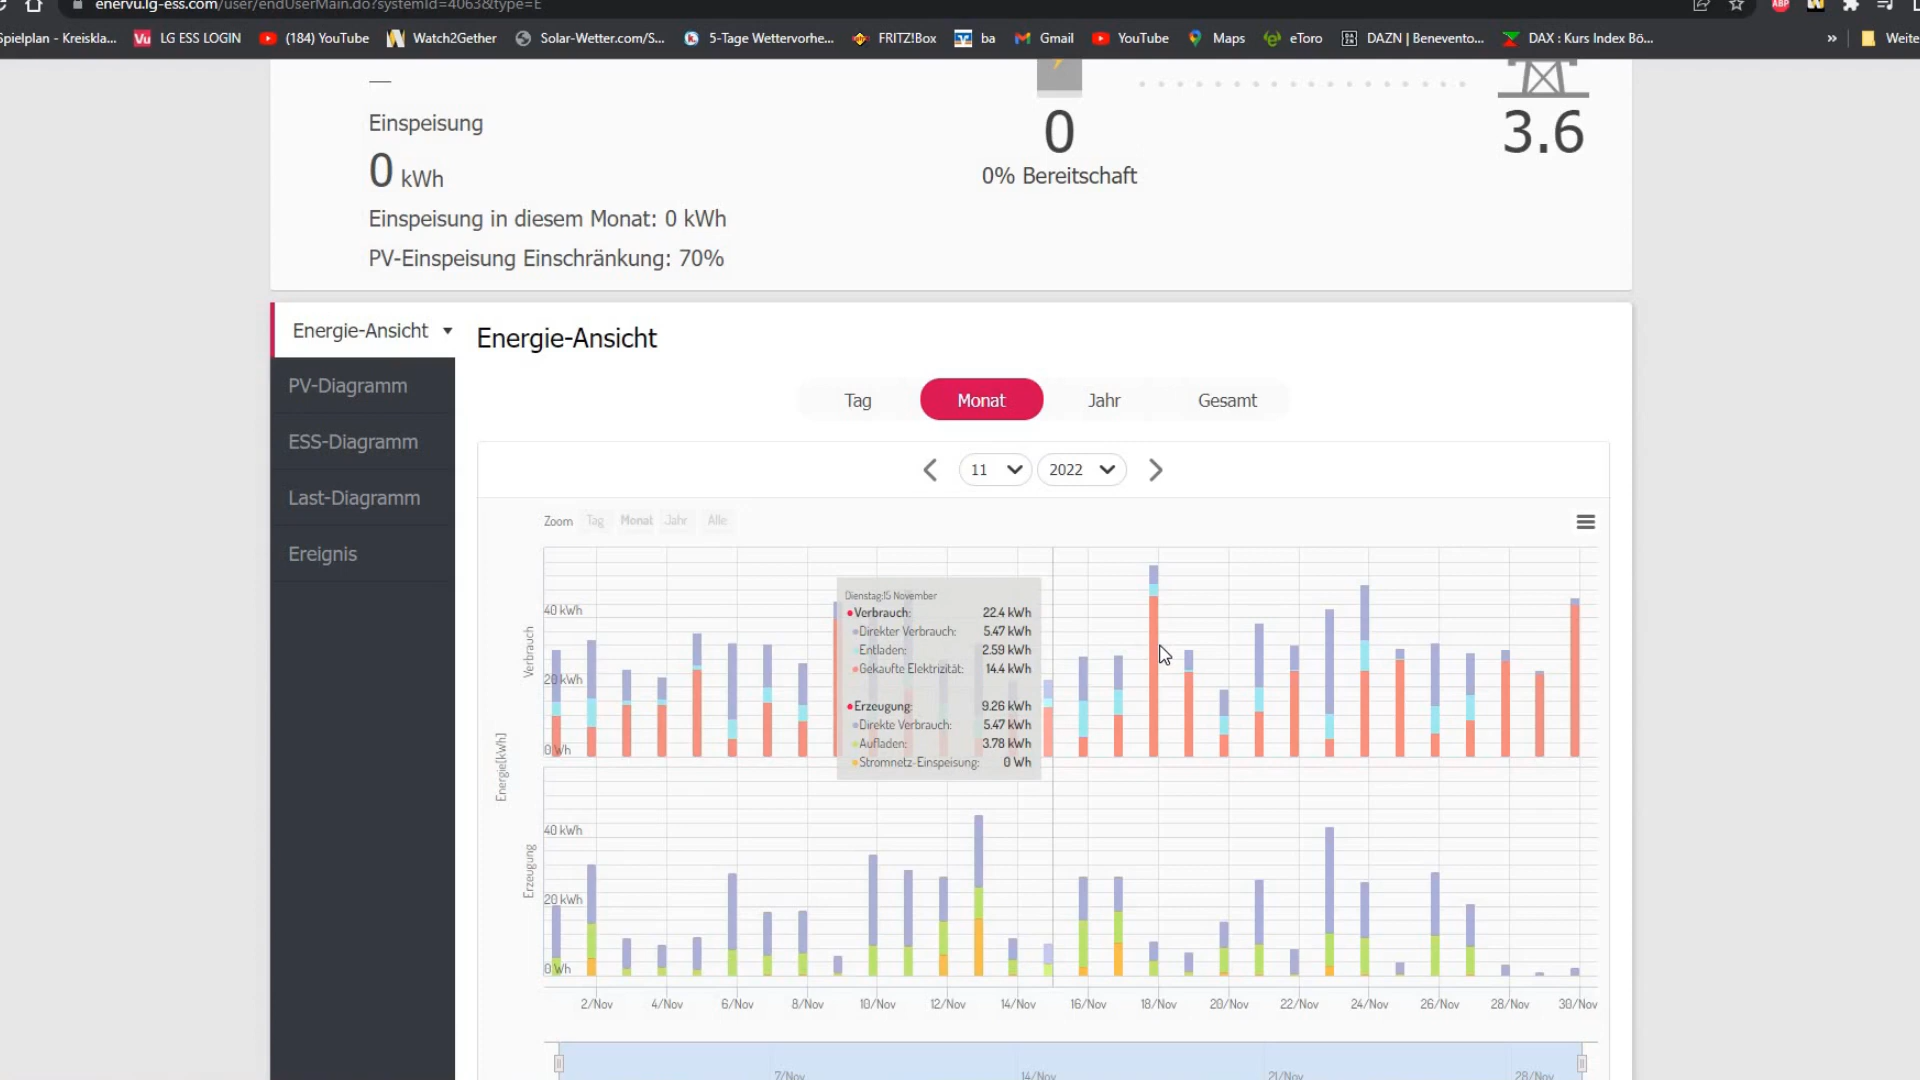 enervu.lg-ess.com/user/endUserMain.do?systemId=4063&type=E
ABP
Spielplan - Kreiskla... Vu LG ESS LOGIN (184) YouTube Watch2Gether Solar-Wetter.com/S... 5-Tage Wettervorhe... FRITZ!Box ba Gmail YouTube Maps eToro DAZN | Benevento... DAX : Kurs Index Bö... » Weite
—
Einspeisung
0 kWh
Einspeisung in diesem Monat: 0 kWh
PV-Einspeisung Einschränkung: 70%
0
0% Bereitschaft
3.6
Energie-Ansicht
PV-Diagramm
ESS-Diagramm
Last-Diagramm
Ereignis
Energie-Ansicht
Tag Monat Jahr Gesamt
11 2022
Zoom Tag Monat Jahr Alle
Energie[kWh]
Verbrauch
40 kWh
20 kWh
0 Wh
Dienstag,15 November
Verbrauch: 22.4 kWh
Direkter Verbrauch: 5.47 kWh
Entladen: 2.59 kWh
Gekaufte Elektrizität: 14.4 kWh
Erzeugung: 9.26 kWh
Direkte Verbrauch: 5.47 kWh
Aufladen: 3.78 kWh
Stromnetz-Einspeisung: 0 Wh
Erzeugung
40 kWh
20 kWh
0 Wh
2/Nov 4/Nov 6/Nov 8/Nov 10/Nov 12/Nov 14/Nov 16/Nov 18/Nov 20/Nov 22/Nov 24/Nov 26/Nov 28/Nov 30/Nov
7/Nov 14/Nov 21/Nov 28/Nov